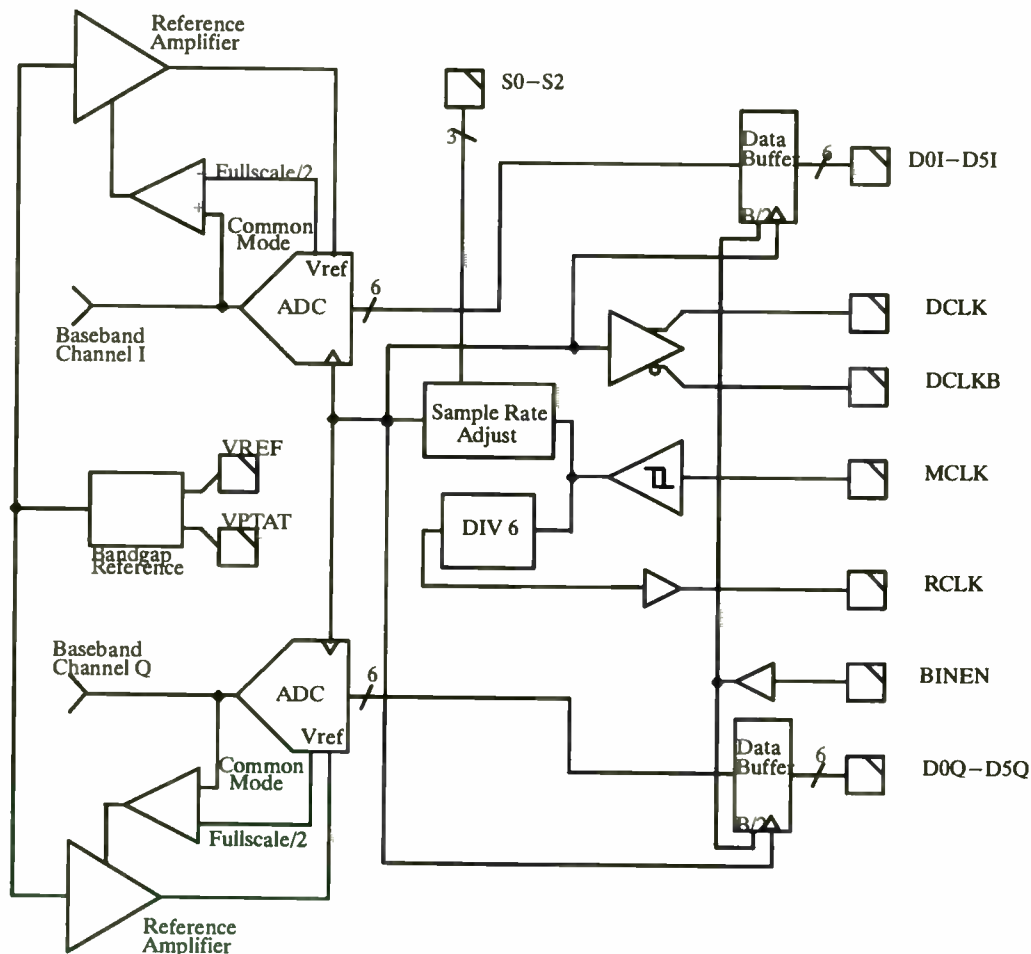 Reference
Amplifier
S0-S2
3
Data
Buffer
6
D0I-D5I
Fullscale/2
-
+
B/2
Common
Mode
Vref
ADC
6
Baseband
Channel I
DCLK
DCLKB
Sample Rate
Adjust
VREF
MCLK
VPTAT
DIV 6
Bandgap
Reference
RCLK
Baseband
Channel Q
6
ADC
BINEN
Vref
Data
Buffer
6
D0Q-D5Q
Common
Mode
Fullscale/2
B/2
Reference
Amplifier